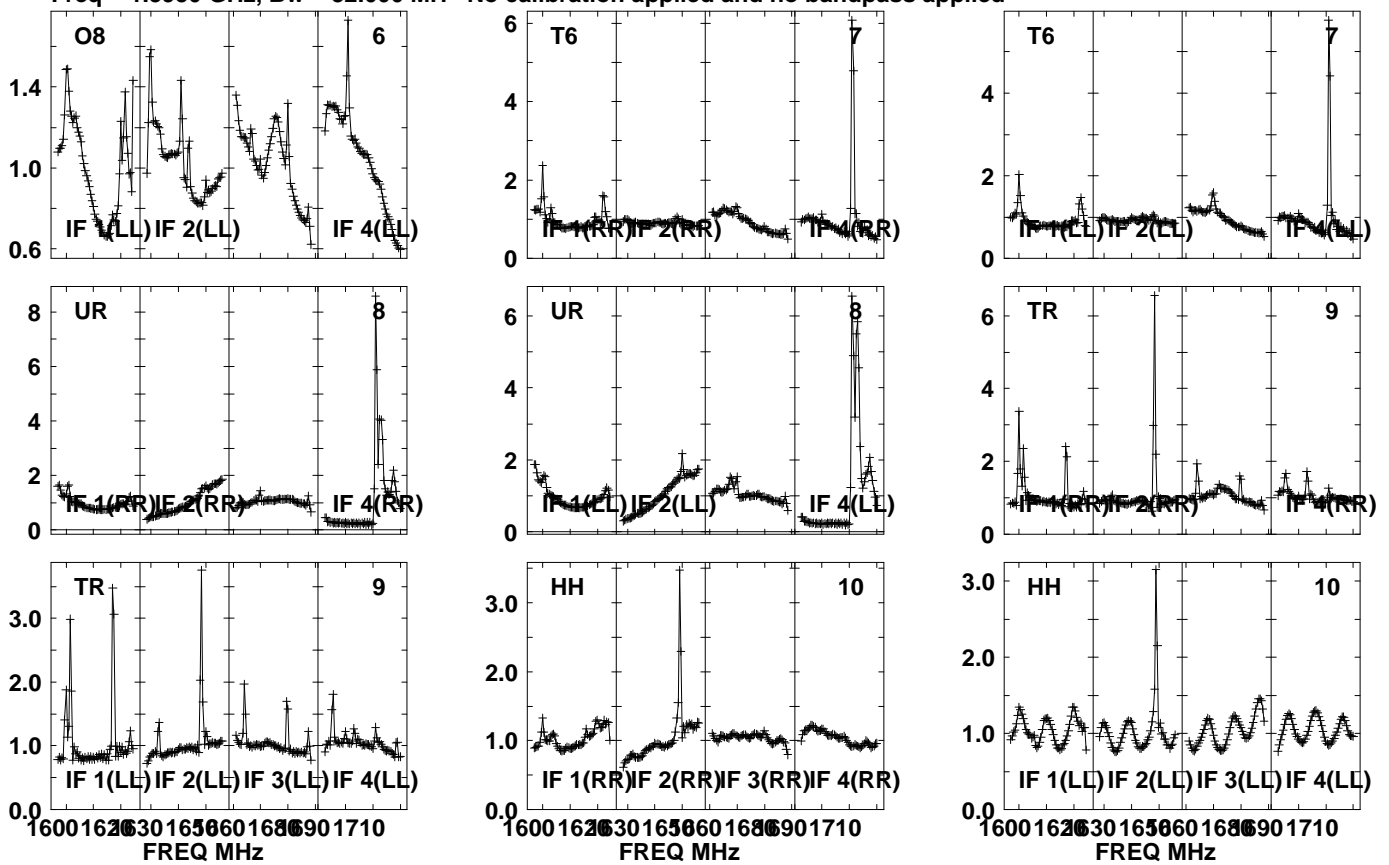 No calibration applied and no bandpass applied
O8 6 T6 7 T6 7
1.4 6
4
1.0 4
2 2
IF 1(LL) IF 2(LL) IF 4(LL) IF 1(RR) IF 2(RR) IF 4(RR) IF 1(LL) IF 2(LL) IF 4(LL)
0.6 0 0
UR 8 UR 8 TR 9
8 6 6
6
4 4
4
2 2 2
IF 1(RR) IF 2(RR) IF 4(RR) IF 1(LL) IF 2(LL) IF 4(LL) IF 1(RR) IF 2(RR) IF 4(RR)
0 0 0
TR 9 HH 10 HH 10
3.0 3.0 3.0
2.0 2.0 2.0
1.0 1.0 1.0
IF 1(LL) IF 2(LL) IF 3(LL) IF 4(LL) IF 1(RR) IF 2(RR) IF 3(RR) IF 4(RR) IF 1(LL) IF 2(LL) IF 3(LL) IF 4(LL)
0.0 0.0 0.0
1600 1620 1630 1650 1660 1680 1690 1710 1600 1620 1630 1650 1660 1680 1690 1710 1600 1620 1630 1650 1660 1680 1690 1710
FREQ MHz FREQ MHz FREQ MHz